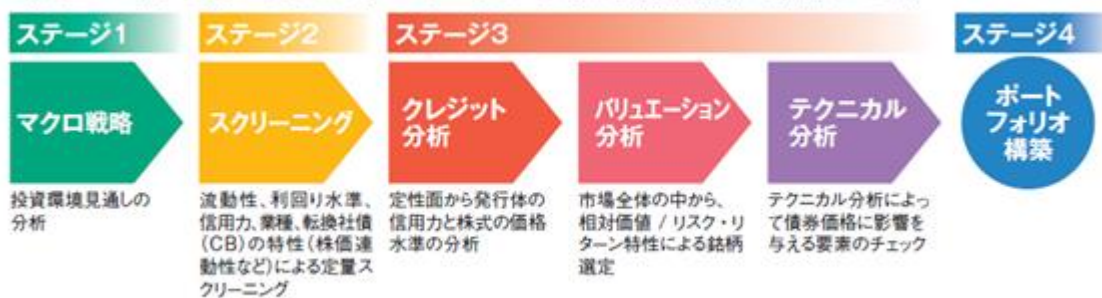 ステージ1
ステージ2
ステージ3
ステージ4
マクロ戦略
スクリーニング
クレジット
分析
バリュエーション
分析
テクニカル
分析
ポート
フォリオ
構築
投資環境見通しの
分析
流動性、利回り水準、
信用力、業種、転換社債
(CB)の特性(株価連
動性など)による定量ス
クリーニング
定性面から発行体の
信用力と株式の価格
水準の分析
市場全体の中から、
相対価値 / リスク・リ
ターン特性による銘柄
選定
テクニカル分析によっ
て債券価格に影響を
与える要素のチェック